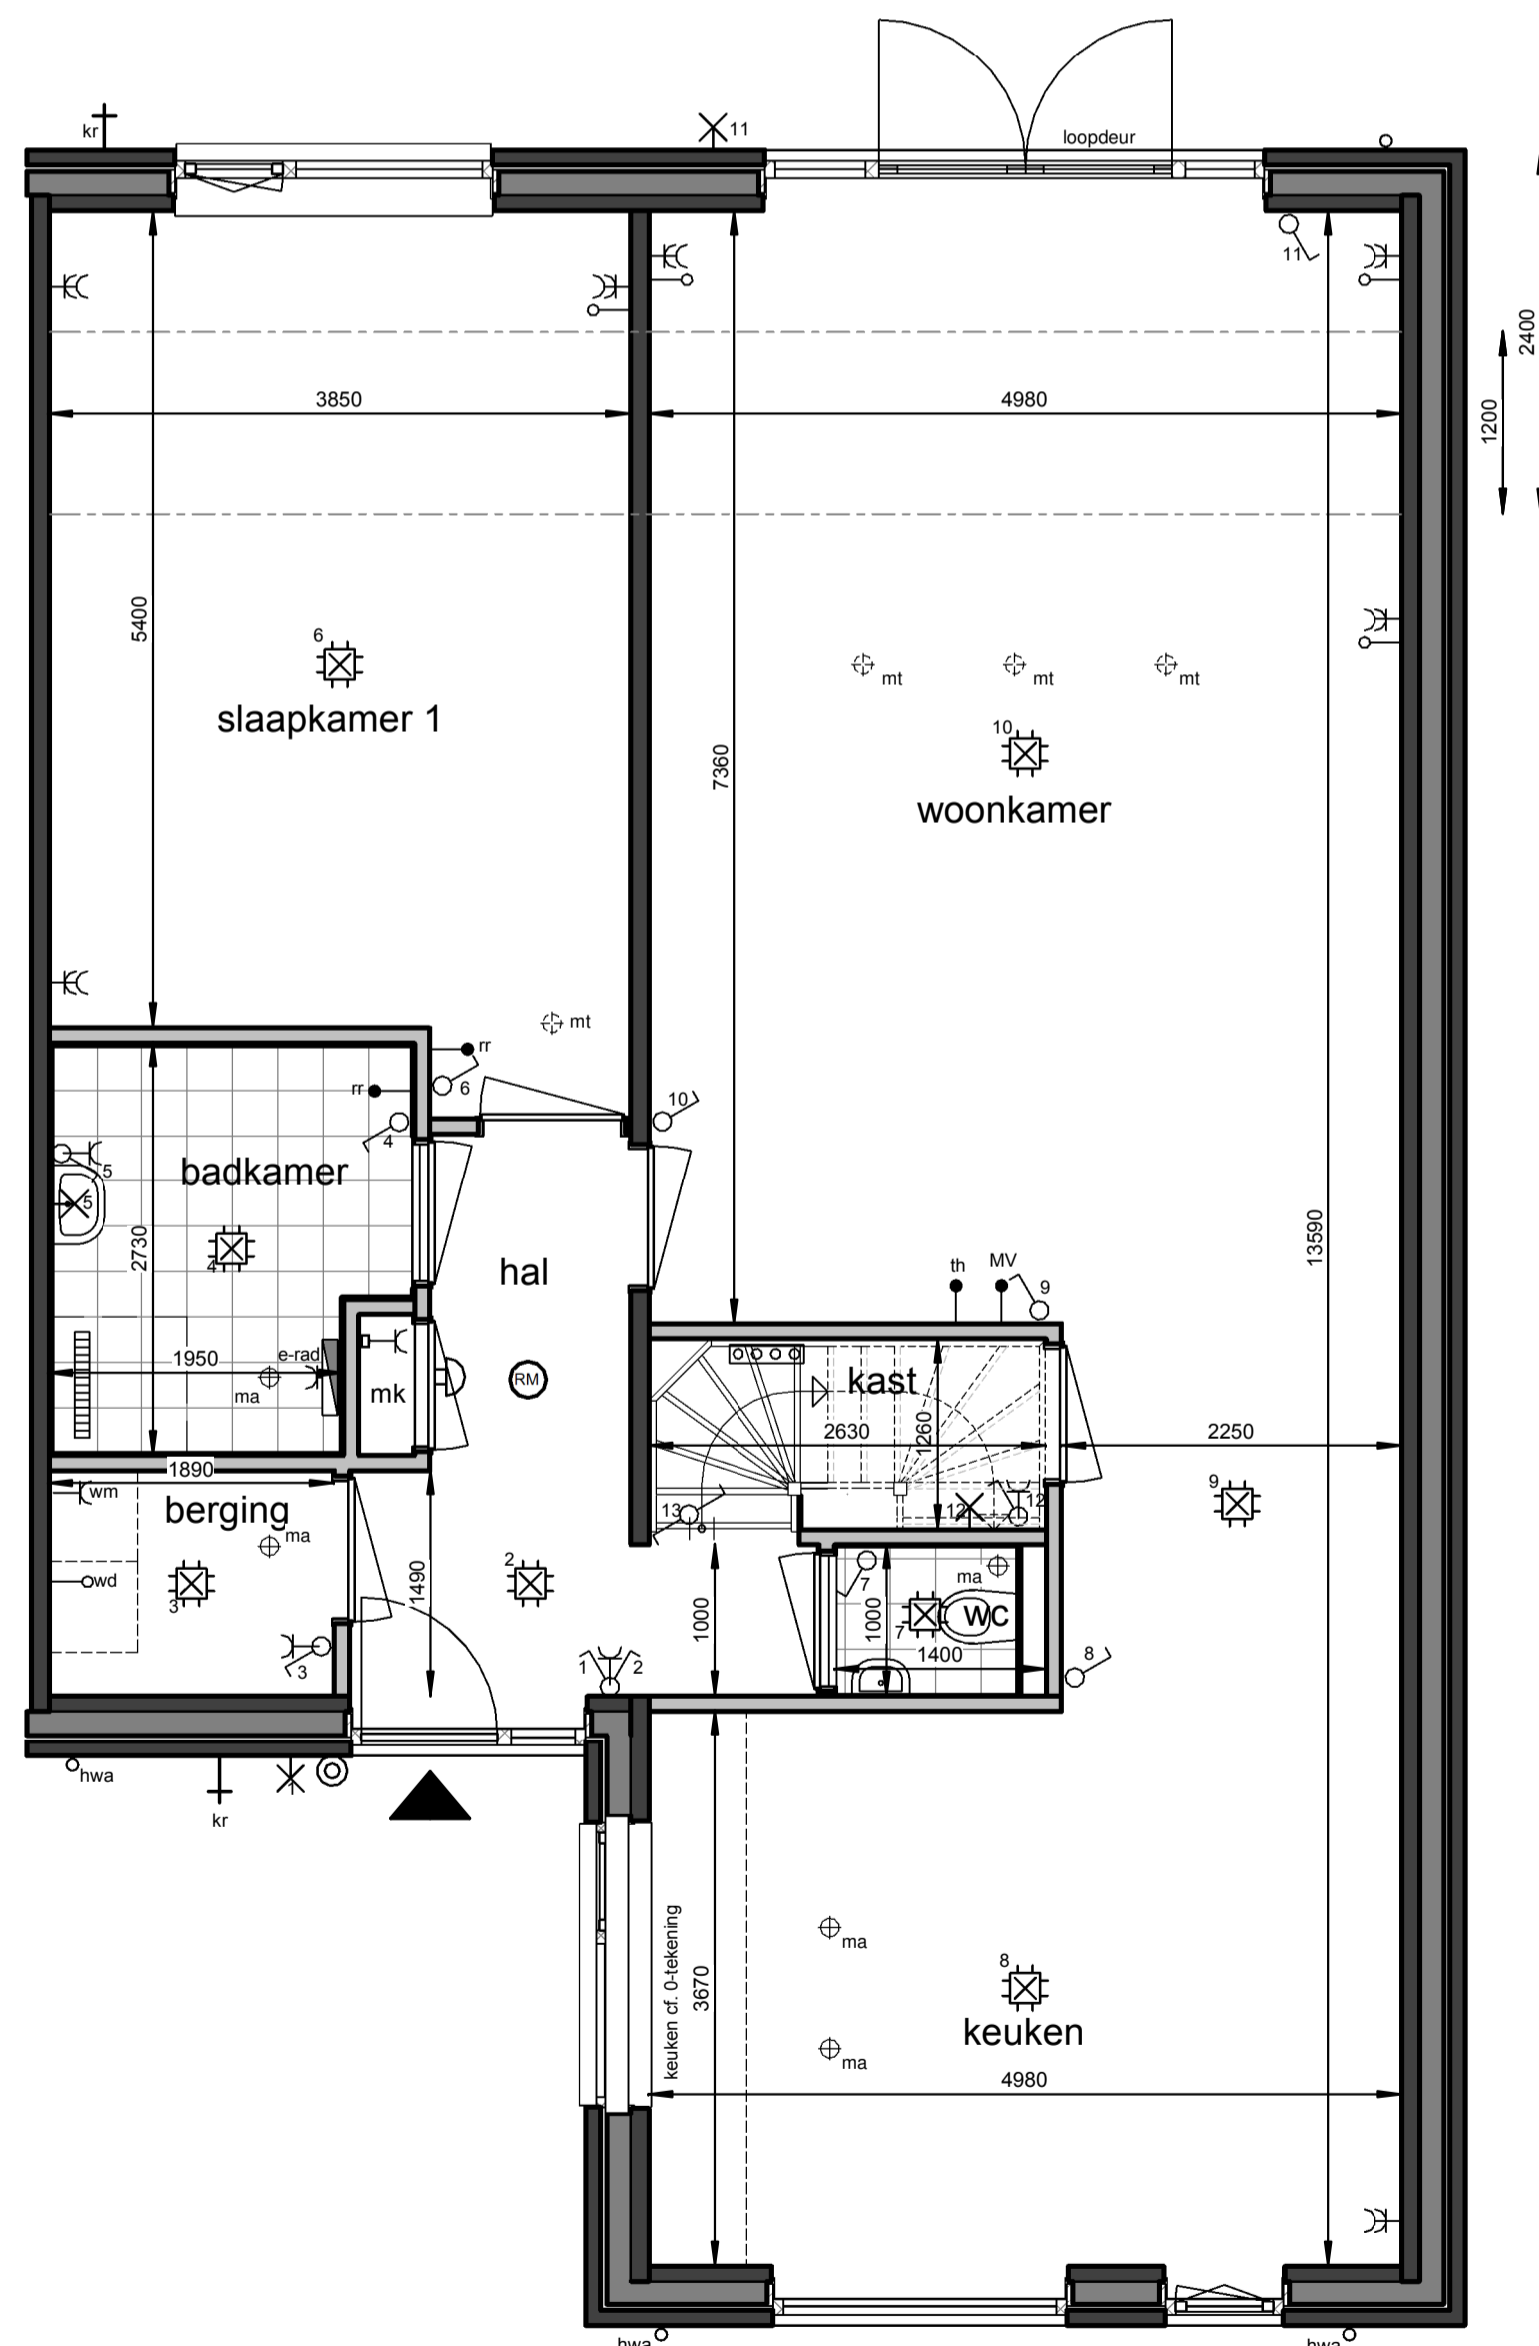 kr
11
loopdeur
11
2400
1200
3850
4980
5400
6
slaapkamer 1
mt
mt
mt
10
woonkamer
7360
mt
rr
6
rr
4
10
5
badkamer
5
2730
4
hal
13590
th
MV
9
1950
e-rad
ma
mk
RM
kast
2630
1260
2250
1890
wm
berging
ma
wd
3
3
13
12
12
9
1490
2
1000
7
ma
7
1000
wc
1400
1
2
8
hwa
kr
keuken cf. 0-tekening
3670
ma
8
keuken
ma
4980
hwa
hwa